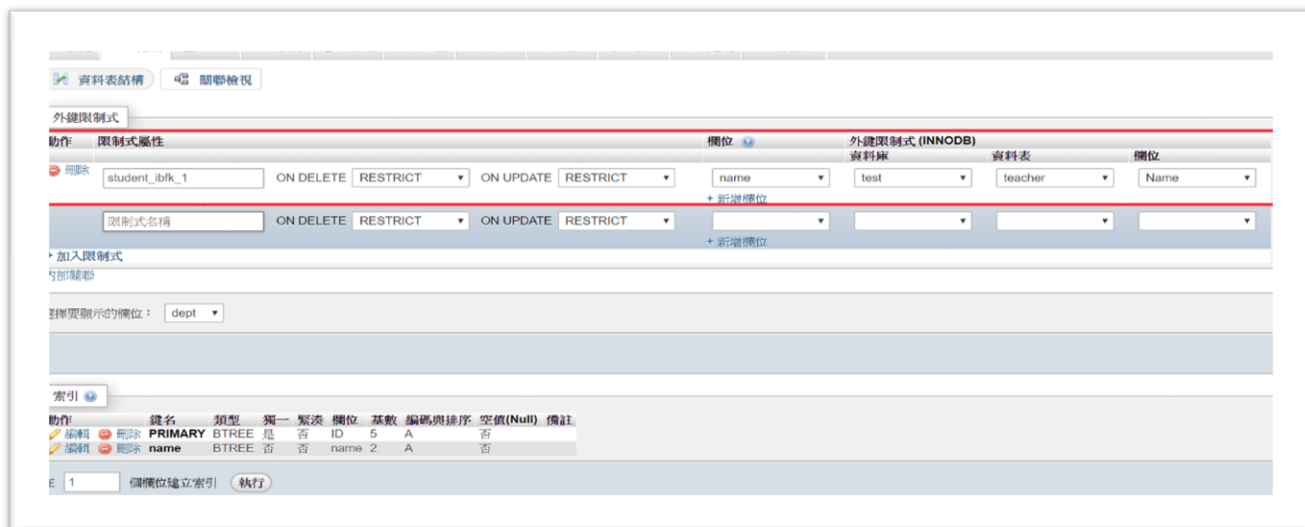 資料表結構 關聯檢視
外鍵限制式
動作 限制式屬性 欄位 外鍵限制式 (INNODB)
資料庫 資料表 欄位
刪除 student_ibfk_1 ON DELETE RESTRICT ON UPDATE RESTRICT name test teacher Name
+ 新增欄位
限制式名稱 ON DELETE RESTRICT ON UPDATE RESTRICT
+ 新增欄位
+ 加入限制式
內部關聯
選擇要顯示的欄位： dept
索引
動作 鍵名 類型 獨一 緊湊 欄位 基數 編碼與排序 空值(Null) 備註
編輯 刪除 PRIMARY BTREE 是 否 ID 5 A 否
編輯 刪除 name BTREE 否 否 name 2 A 否
1 個欄位建立索引 執行